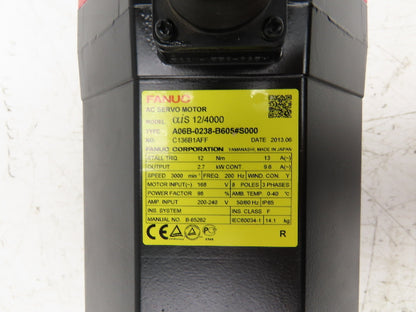 FANUC
AC SERVO MOTOR
MODEL αiS 12/4000
TYPE A06B-0238-B605#S000
NO. C136B1AFF DATE 2013.06
FANUC CORPORATION YAMANASHI, MADE IN JAPAN
STALL TRQ. 12 Nm 13 A(~)
OUTPUT 2.7 kW CONT. 9.6 A(~)
SPEED 3000 min⁻¹ FREQ. 200 Hz WIND. CON. Y
MOTOR INPUT(~) 168 V 8 POLES 3 PHASES
POWER FACTOR 98 % AMB. TEMP. 0-40 ℃
AMP. INPUT 200-240 V 50/60 Hz IP65
INS. SYSTEM INS. CLASS F
MANUAL NO. B-65262 IEC60034-1 14.1 kg
CE R